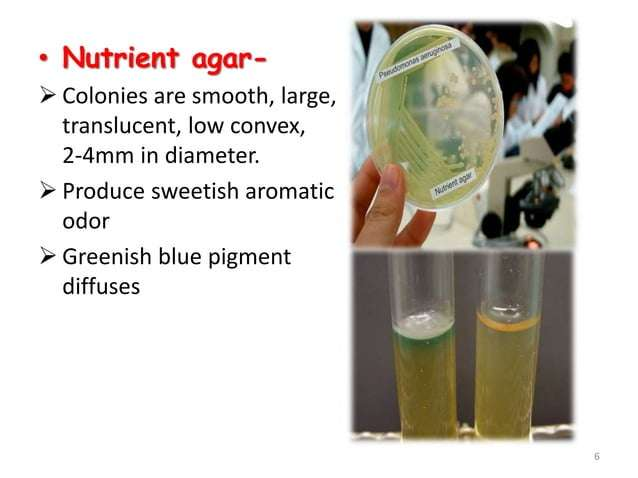 • Nutrient agar-
➢ Colonies are smooth, large,
translucent, low convex,
2-4mm in diameter.
➢ Produce sweetish aromatic
odor
➢ Greenish blue pigment
diffuses
Pseudomonas aeruginosa
Nutrient agar
6